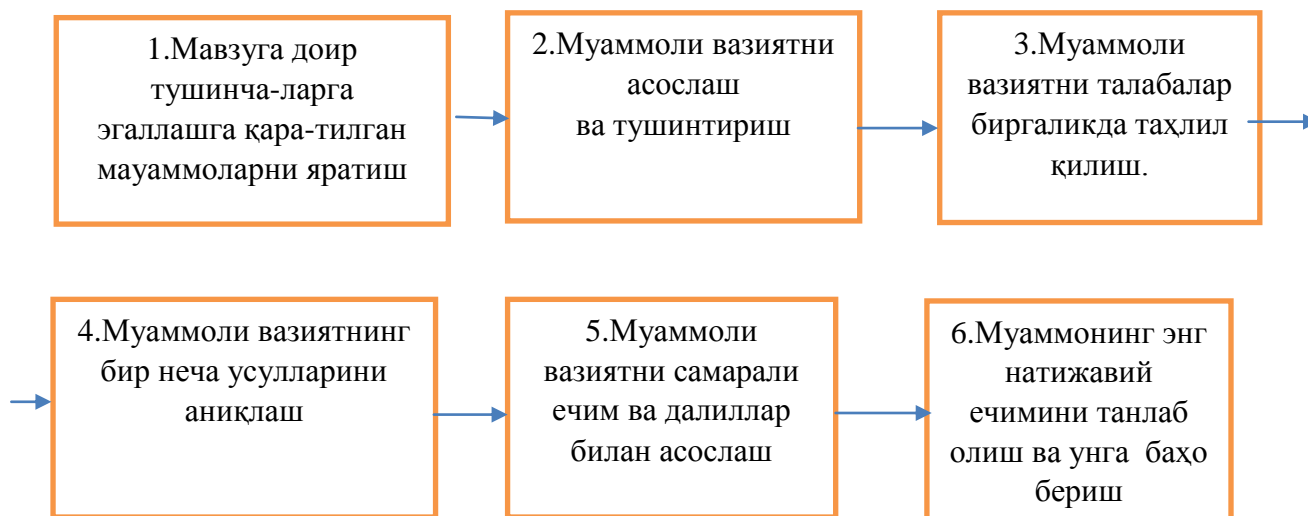 1.Мавзуга доир
тушинча-ларга
эгаллашга қара-тилган
мауаммоларни яратиш
2.Муаммоли вазиятни
асослаш
ва тушинтириш
3.Муаммоли
вазиятни талабалар
биргаликда таҳлил
қилиш.
4.Муаммоли вазиятнинг
бир неча усулларини
аниқлаш
5.Муаммоли
вазиятни самарали
ечим ва далиллар
билан асослаш
6.Муаммонинг энг
натижавий
ечимини танлаб
олиш ва унга баҳо
бериш